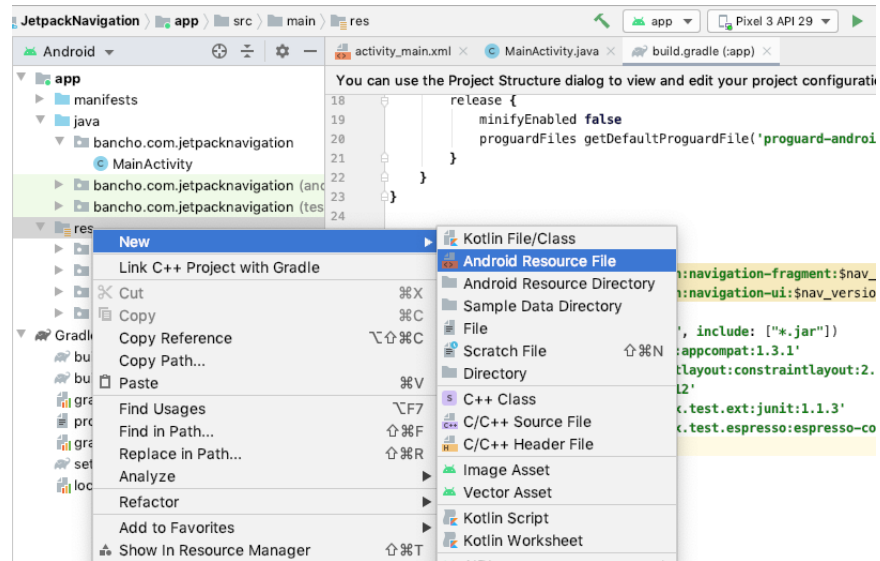 JetpackNavigation app src main res
app Pixel 3 API 29
Android
activity_main.xml MainActivity.java build.gradle (:app)
You can use the Project Structure dialog to view and edit your project
app
manifests
java
bancho.com.jetpacknavigation
MainActivity
bancho.com.jetpacknavigation
bancho.com.jetpacknavigation
res
18 release {
19 minifyEnabled false
20 proguardFiles getDefaultProguardFile('proguard-androi
21 }
22 }
23 }
24
New
Link C++ Project with Gradle
Cut ⌘X
Copy ⌘C
Copy Reference ⌥⇧⌘C
Copy Path...
Paste ⌘V
Find Usages ⌥F7
Find in Path... ⇧⌘F
Replace in Path... ⇧⌘R
Analyze
Refactor
Add to Favorites
Show In Resource Manager ⇧⌘T
Kotlin File/Class
Android Resource File
Android Resource Directory
Sample Data Directory
File
Scratch File ⇧⌘N
Directory
C++ Class
C/C++ Source File
C/C++ Header File
Image Asset
Vector Asset
Kotlin Script
Kotlin Worksheet
:navigation-fragment:$nav_
:navigation-ui:$nav_versio
", include: ["*.jar"])
:appcompat:1.3.1'
tlayout:constraintlayout:2.
12'
.test.ext:junit:1.1.3'
.test.espresso:espresso-co